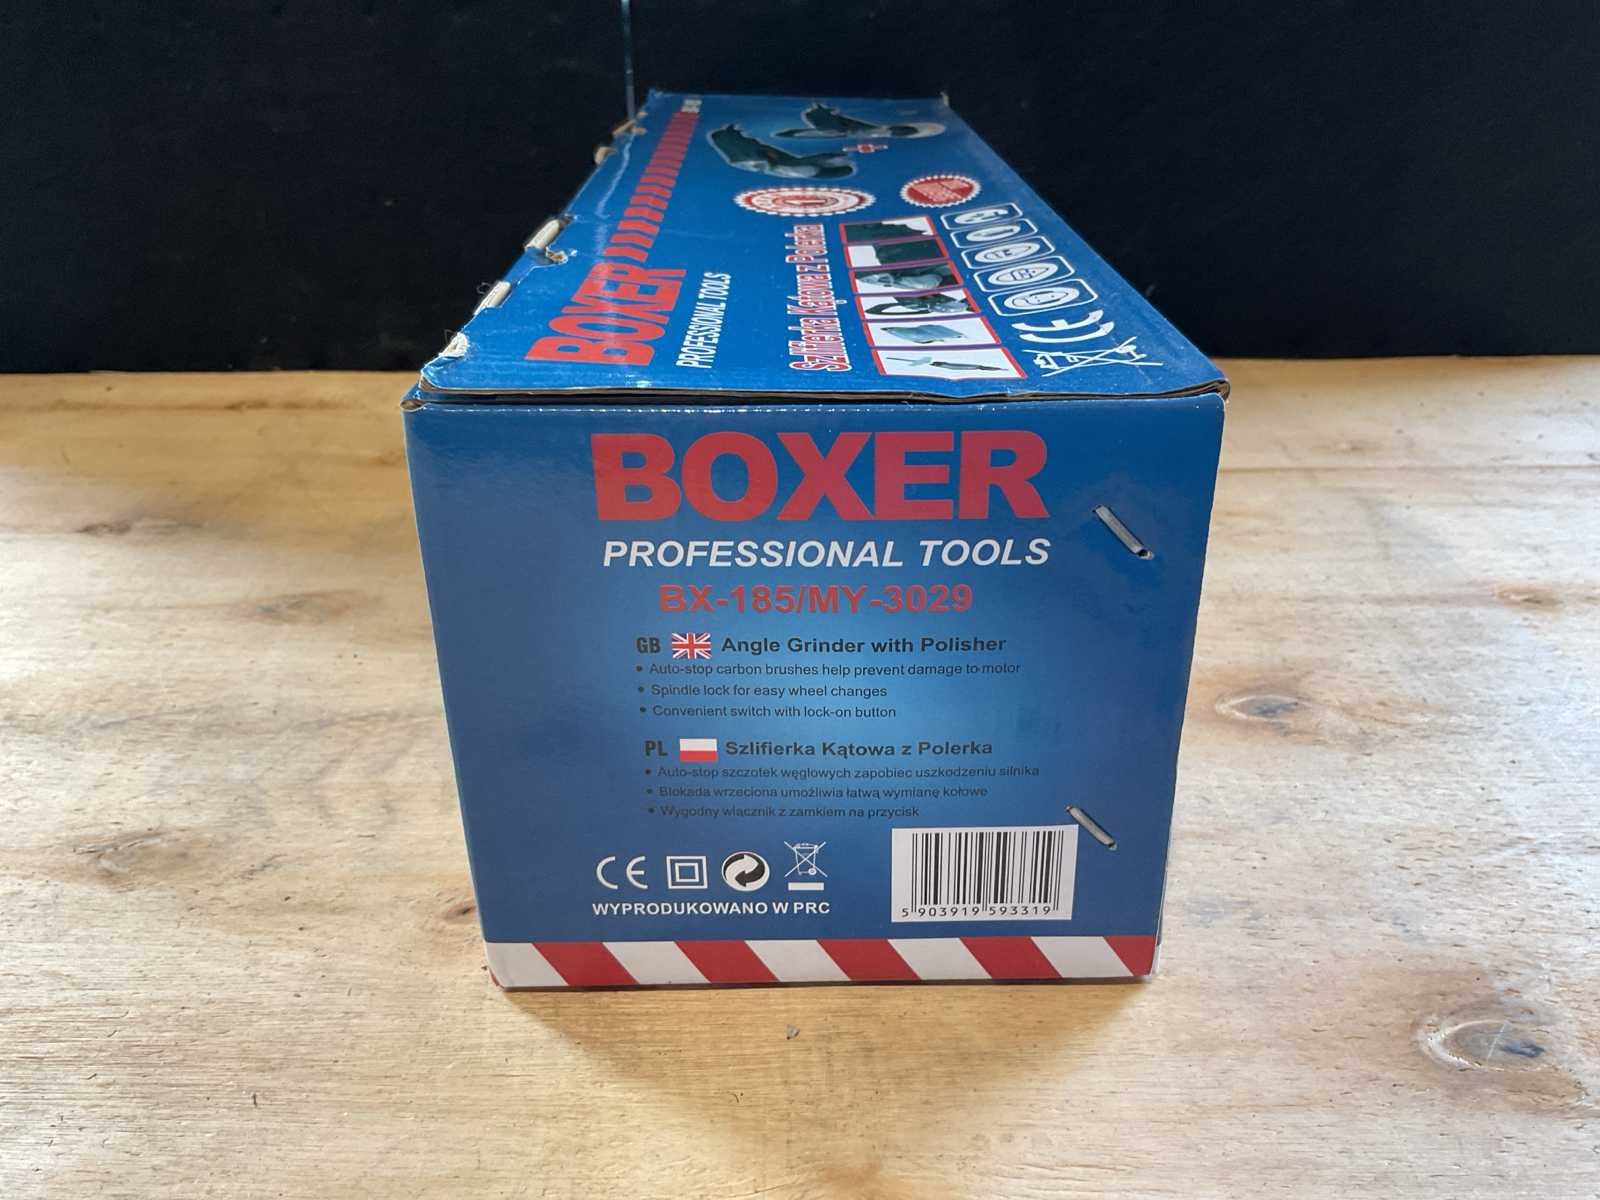 BOXER
PROFESSIONAL TOOLS
Szlifierka Kątowa z Polerka
CE
BOXER
PROFESSIONAL TOOLS
BX-185/MY-3029
GB Angle Grinder with Polisher
• Auto-stop carbon brushes help prevent damage to motor
• Spindle lock for easy wheel changes
• Convenient switch with lock-on button
PL Szlifierka Kątowa z Polerka
• Auto-stop szczotek węglowych zapobiec uszkodzeniu silnika
• Blokada wrzeciona umożliwia łatwą wymianę kołowe
• Wygodny włącznik z zamkiem na przycisk
CE
WYPRODUKOWANO W PRC
5 903919 593319